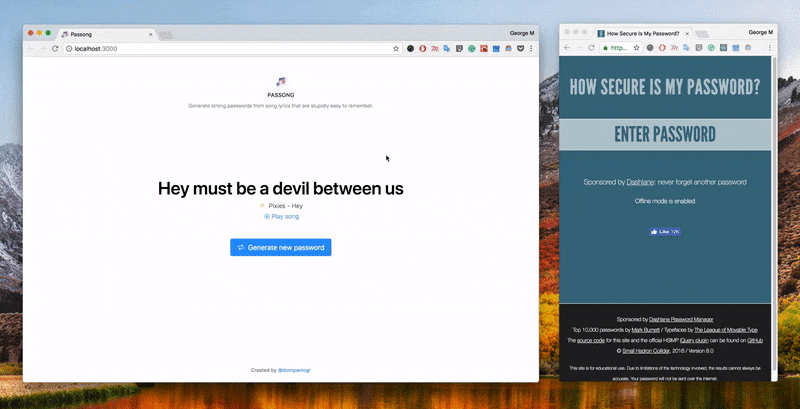 Passong
George M
localhost:3000
PASSONG
Generate strong passwords from song lyrics that are stupidly easy to remember.
Hey must be a devil between us
Pixies - Hey
Play song
Generate new password
Created by @dontpanicgr
How Secure Is My Password?
George M
http...
HOW SECURE IS MY PASSWORD?
ENTER PASSWORD
Sponsored by Dashlane: never forget another password
Offline mode is enabled
Like 12K
Sponsored by Dashlane Password Manager
Top 10,000 passwords by Mark Burnett / Typefaces by The League of Movable Type
The source code for this site and the official HSIMP jQuery plugin can be found on GitHub
© Small Hadron Collider, 2016 / Version 8.0
This site is for educational use. Due to limitations of the technology involved, the results cannot always be
accurate. Your password will not be sent over the internet.